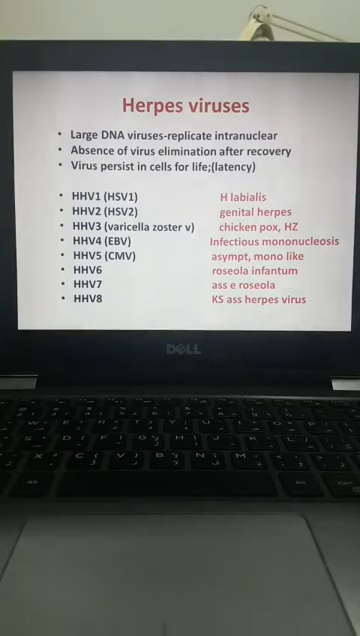 Herpes viruses
• Large DNA viruses-replicate intranuclear
• Absence of virus elimination after recovery
• Virus persist in cells for life;(latency)
• HHV1 (HSV1) H labialis
• HHV2 (HSV2) genital herpes
• HHV3 (varicella zoster v) chicken pox, HZ
• HHV4 (EBV) Infectious mononucleosis
• HHV5 (CMV) asympt, mono like
• HHV6 roseola infantum
• HHV7 ass e roseola
• HHV8 KS ass herpes virus
DELL